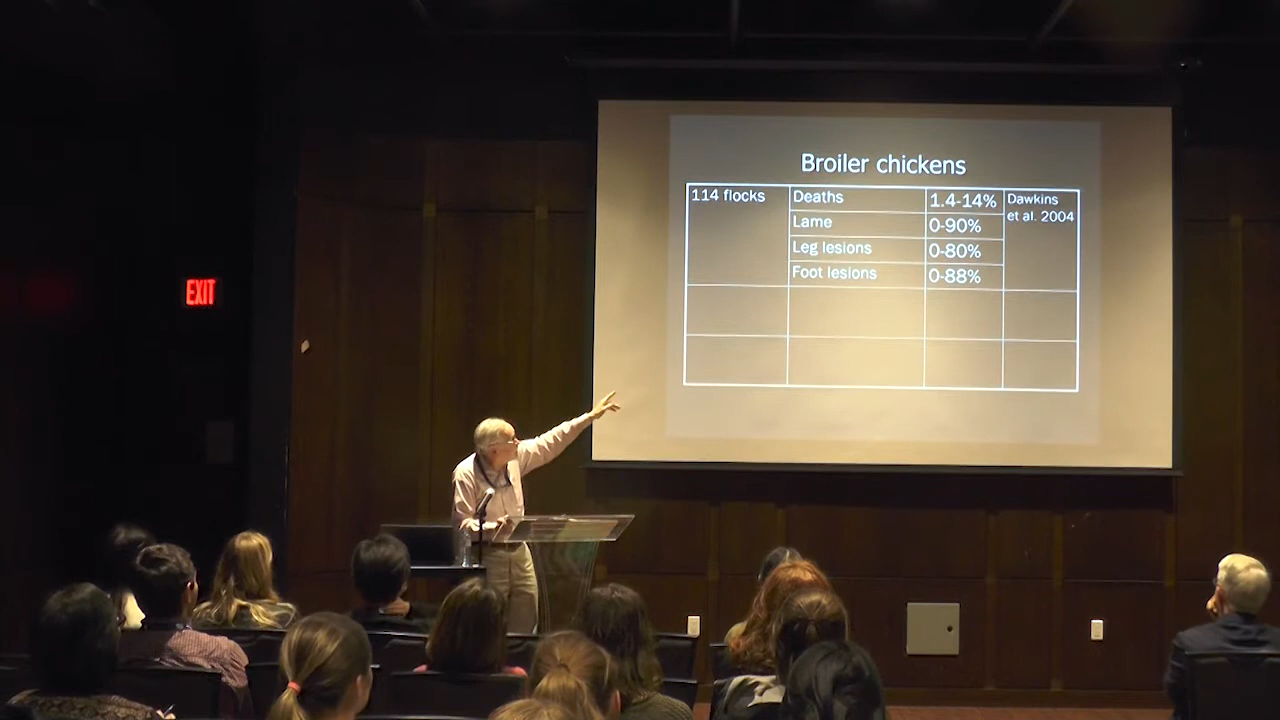 EXIT
Broiler chickens
114 flocks Deaths 1.4-14% Dawkins
et al. 2004
Lame 0-90%
Leg lesions 0-80%
Foot lesions 0-88%